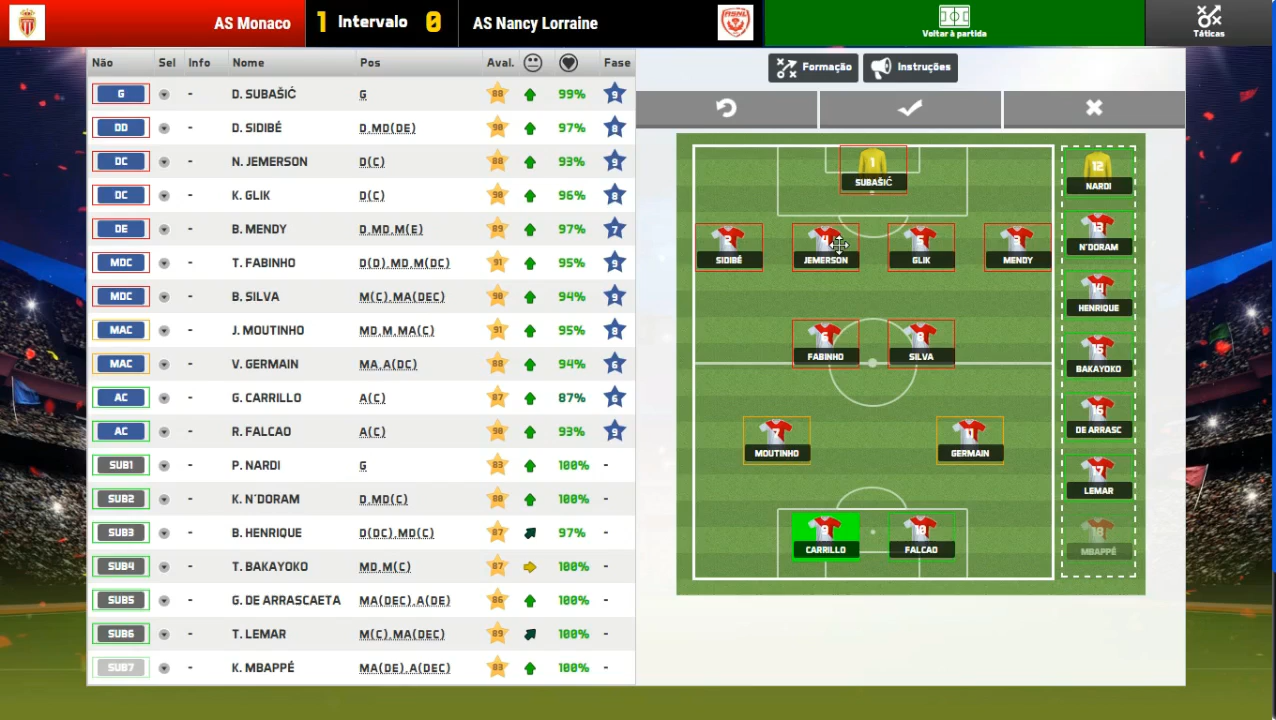 AS Monaco 1 Intervalo 0 AS Nancy Lorraine
Voltar à partida
Táticas
Não Sel Info Nome Pos Aval. Fase
G - D. SUBAŠIĆ G 88 99% 9
DD - D. SIDIBÉ D,MD(DE) 90 97% 8
DC - N. JEMERSON D(C) 88 93% 9
DC - K. GLIK D(C) 90 96% 8
DE - B. MENDY D,MD,M(E) 89 97% 7
MDC - T. FABINHO D(D),MD,M(DC) 91 95% 9
MDC - B. SILVA M(C),MA(DEC) 90 94% 9
MAC - J. MOUTINHO MD,M,MA(C) 91 95% 8
MAC - V. GERMAIN MA,A(DC) 88 94% 6
AC - G. CARRILLO A(C) 87 87% 6
AC - R. FALCAO A(C) 90 93% 9
SUB1 - P. NARDI G 83 100% -
SUB2 - K. N'DORAM D,MD(C) 80 100% -
SUB3 - B. HENRIQUE D(DC),MD(C) 87 97% -
SUB4 - T. BAKAYOKO MD,M(C) 87 100% -
SUB5 - G. DE ARRASCAETA MA(DEC),A(DE) 86 100% -
SUB6 - T. LEMAR M(C),MA(DEC) 89 100% -
SUB7 - K. MBAPPÉ MA(DE),A(DEC) 83 100% -
Formação Instruções
1
SUBAŠIĆ
SIDIBÉ JEMERSON GLIK MENDY
FABINHO SILVA
MOUTINHO GERMAIN
CARRILLO FALCAO
12
NARDI
13
N'DORAM
14
HENRIQUE
15
BAKAYOKO
16
DE ARRASC
17
LEMAR
18
MBAPPÉ